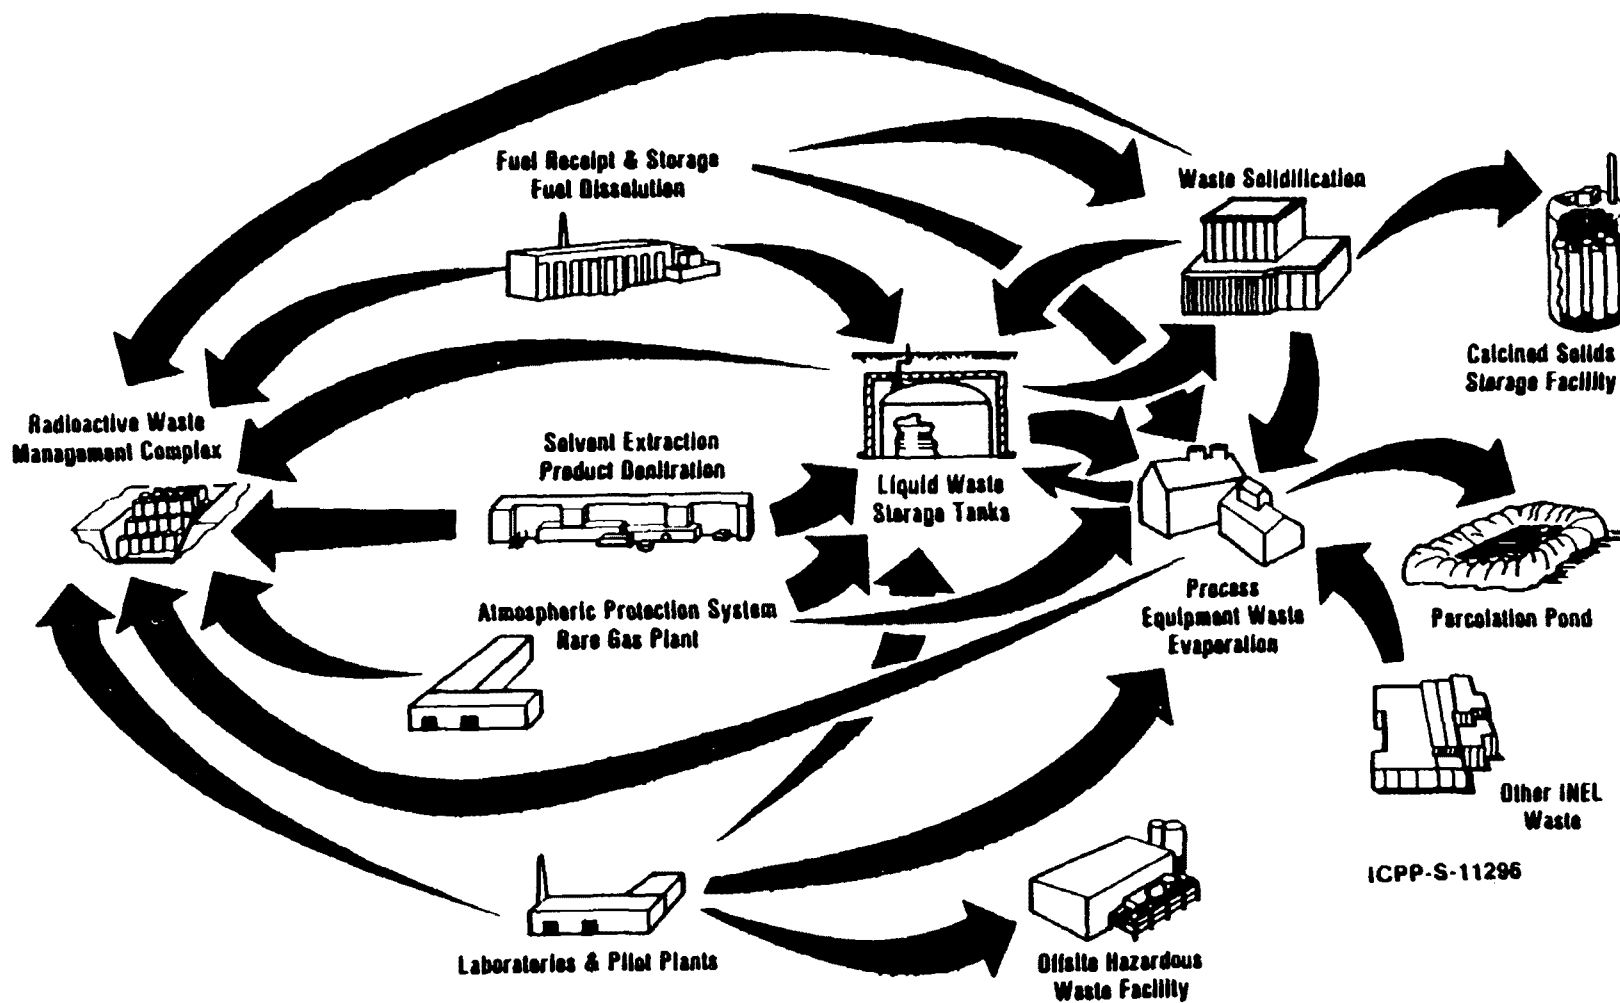 Fuel Receipt & Storage
Fuel Dissolution
Waste Solidification
Calcined Solids
Storage Facility
Radioactive Waste
Management Complex
Solvent Extraction
Product Denitration
Liquid Waste
Storage Tanks
Atmospheric Protection System
Rare Gas Plant
Process
Equipment Waste
Evaporation
Percolation Pond
Other INEL
Waste
ICPP-S-11296
Laboratories & Pilot Plants
Offsite Hazardous
Waste Facility